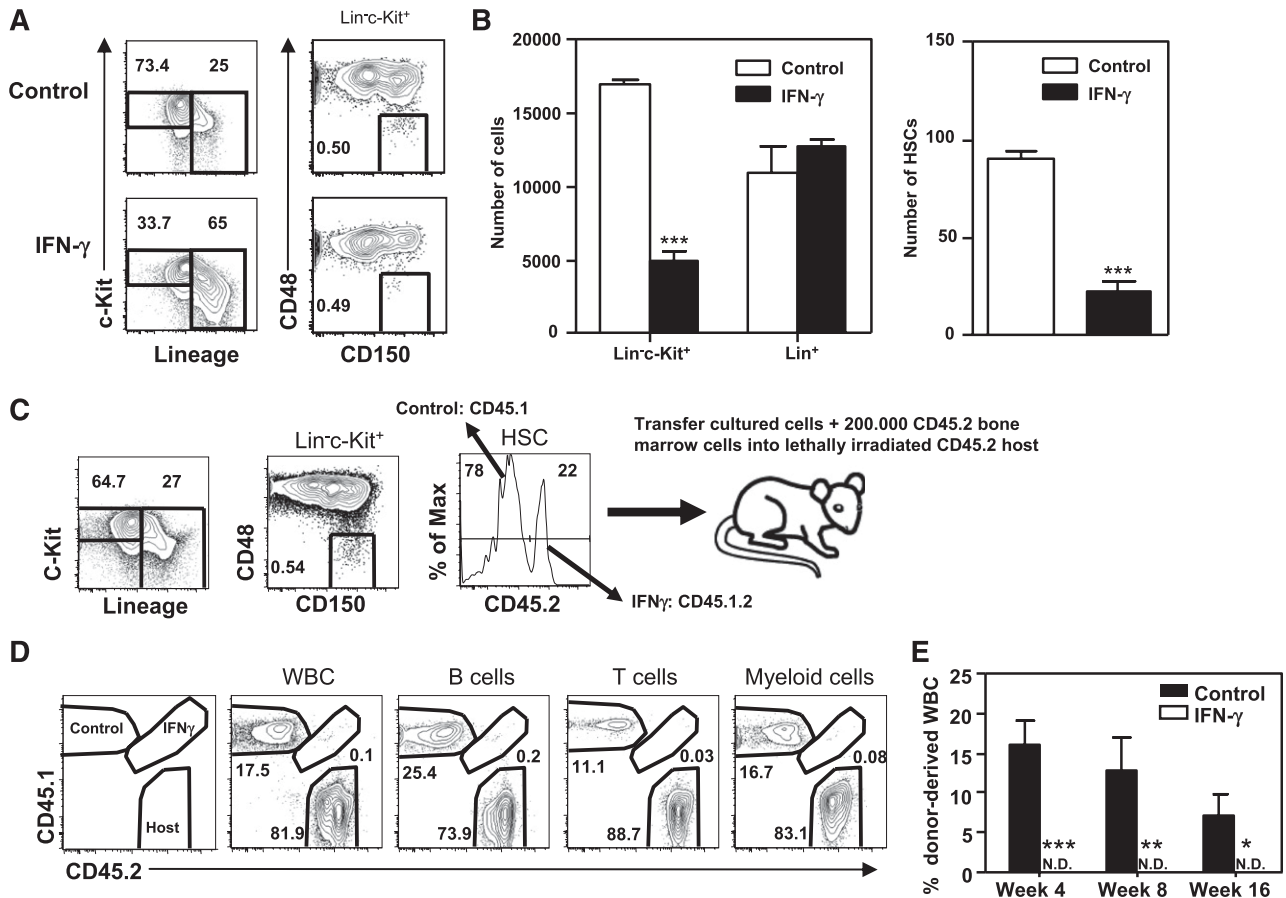 A
Lin-c-Kit+
Control
73.4 25
0.50
IFN-γ
33.7 65
0.49
c-Kit
Lineage
CD48
CD150
B
20000
15000
10000
5000
0
Number of cells
Control
IFN-γ
***
Lin-c-Kit+
Lin+
150
100
50
0
Number of HSCs
Control
IFN-γ
***
C
Control: CD45.1
64.7 27
C-Kit
Lineage
Lin-c-Kit+
0.54
CD48
CD150
HSC
78 22
% of Max
CD45.2
IFNγ: CD45.1.2
Transfer cultured cells + 200.000 CD45.2 bone
marrow cells into lethally irradiated CD45.2 host
D
WBC
B cells
T cells
Myeloid cells
Control
IFNγ
Host
17.5
0.1
81.9
25.4
0.2
73.9
11.1
0.03
88.7
16.7
0.08
83.1
CD45.1
CD45.2
E
25
20
15
10
5
0
% donor-derived WBC
Control
IFN-γ
***
N.D.
**
N.D.
*
N.D.
Week 4
Week 8
Week 16